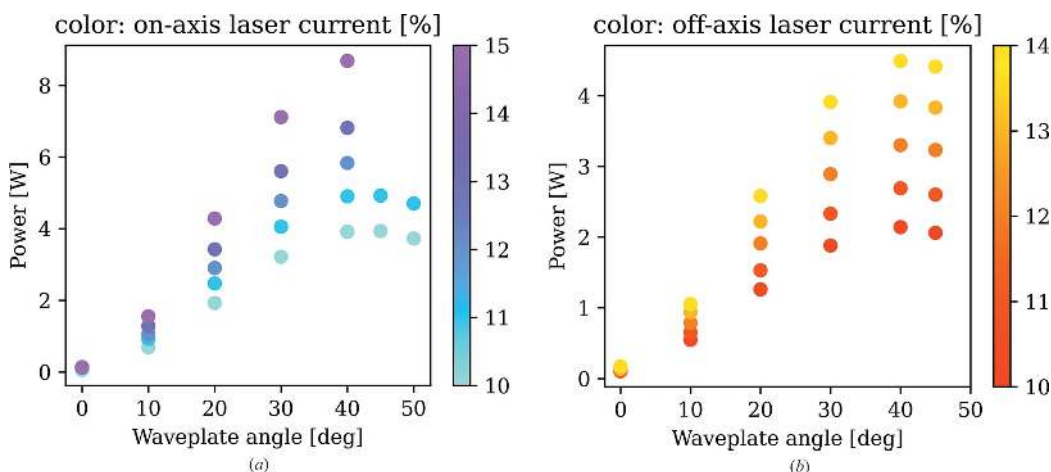 color: on-axis laser current [%]
8
6
4
2
0
Power [W]
0 10 20 30 40 50
Waveplate angle [deg]
15
14
13
12
11
10
(a)
color: off-axis laser current [%]
4
3
2
1
0
Power [W]
0 10 20 30 40 50
Waveplate angle [deg]
14
13
12
11
10
(b)